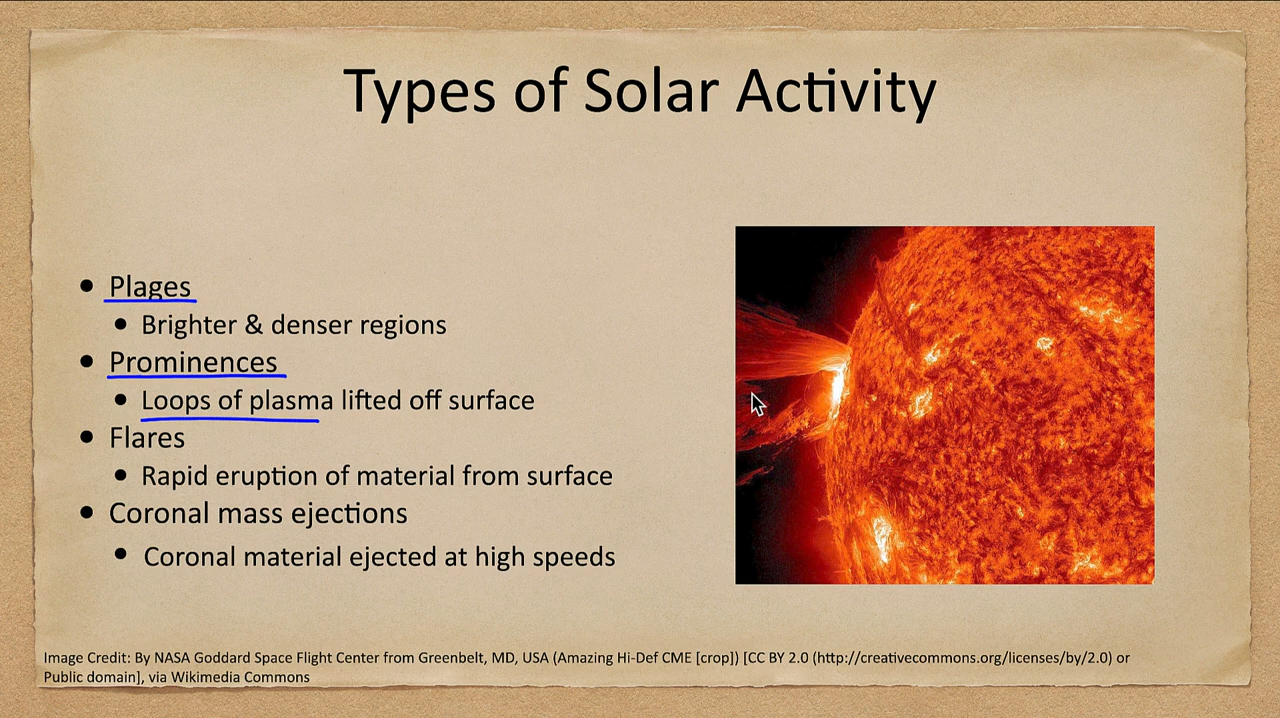 Types of Solar Activity
• Plages
• Brighter & denser regions
• Prominences
• Loops of plasma lifted off surface
• Flares
• Rapid eruption of material from surface
• Coronal mass ejections
• Coronal material ejected at high speeds
Image Credit: By NASA Goddard Space Flight Center from Greenbelt, MD, USA (Amazing Hi-Def CME [crop]) [CC BY 2.0 (http://creativecommons.org/licenses/by/2.0) or
Public domain], via Wikimedia Commons